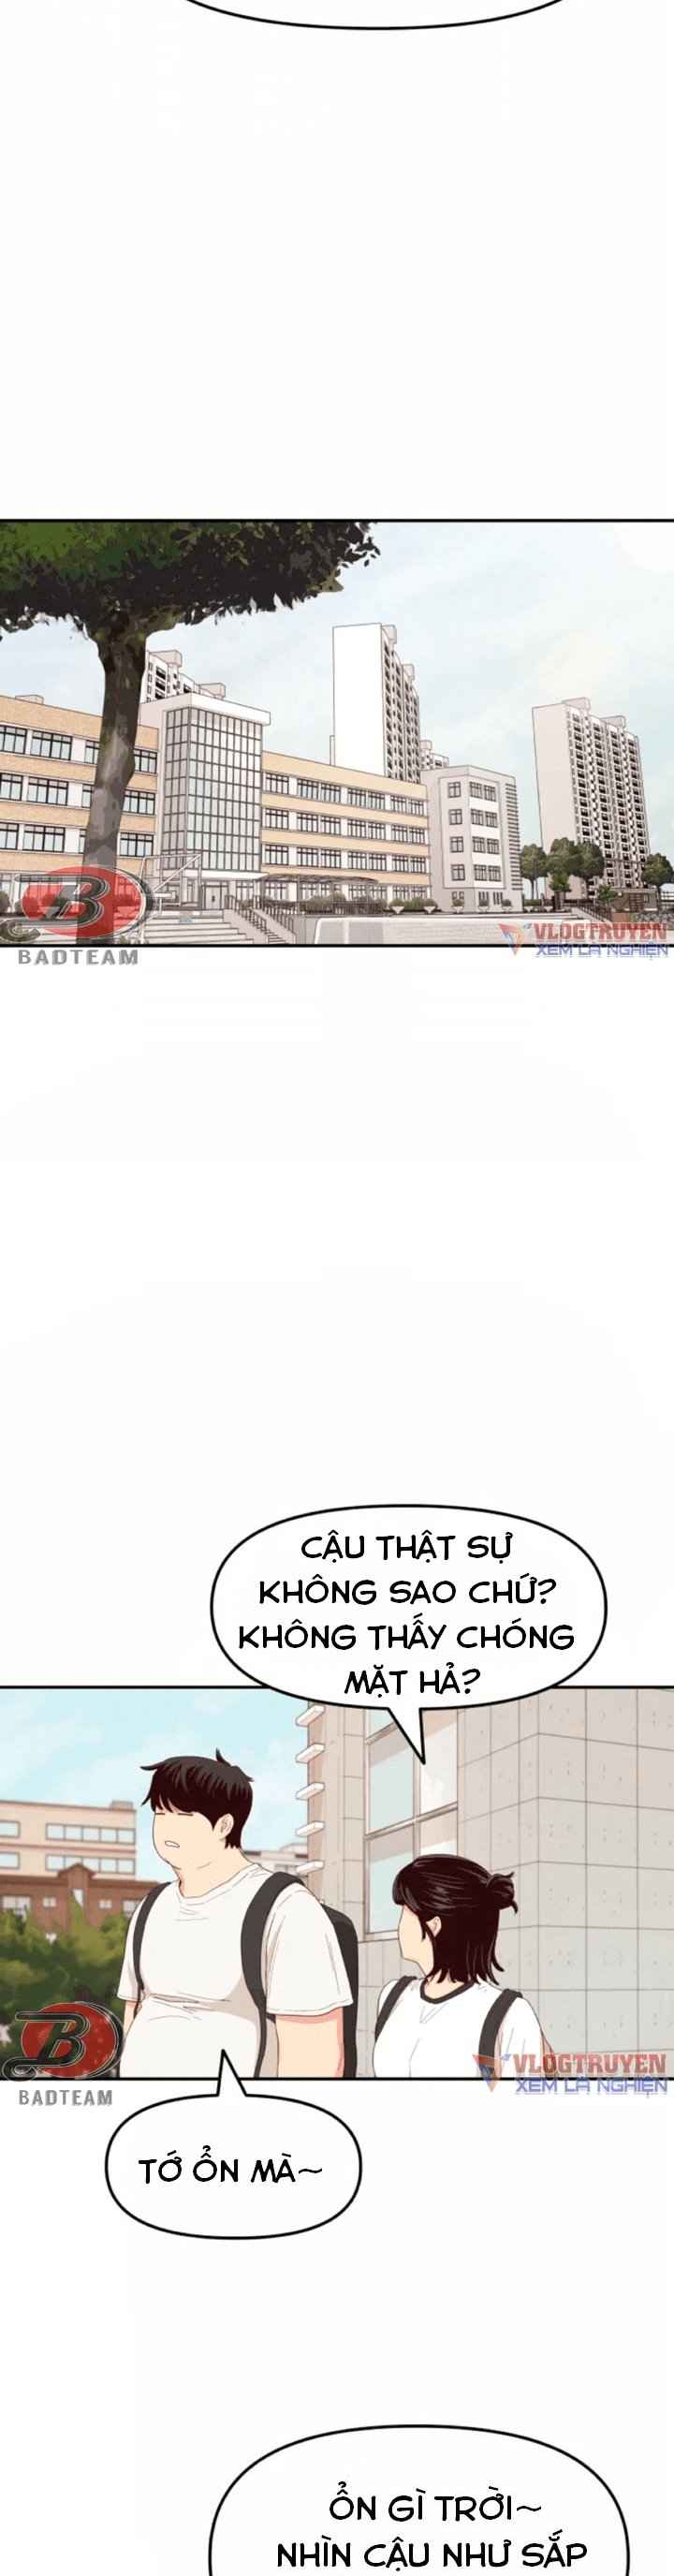 B
BADTEAM
VLOGTRUYEN
XEM LÀ NGHIỆN
CẬU THẬT SỰ
KHÔNG SAO CHỨ?
KHÔNG THẤY CHÓNG
MẶT HẢ?
B
BADTEAM
VLOGTRUYEN
XEM LÀ NGHIỆN
TỚ ỔN MÀ~
ỔN GÌ TRỜI~
NHÌN CẬU NHƯ SẮP